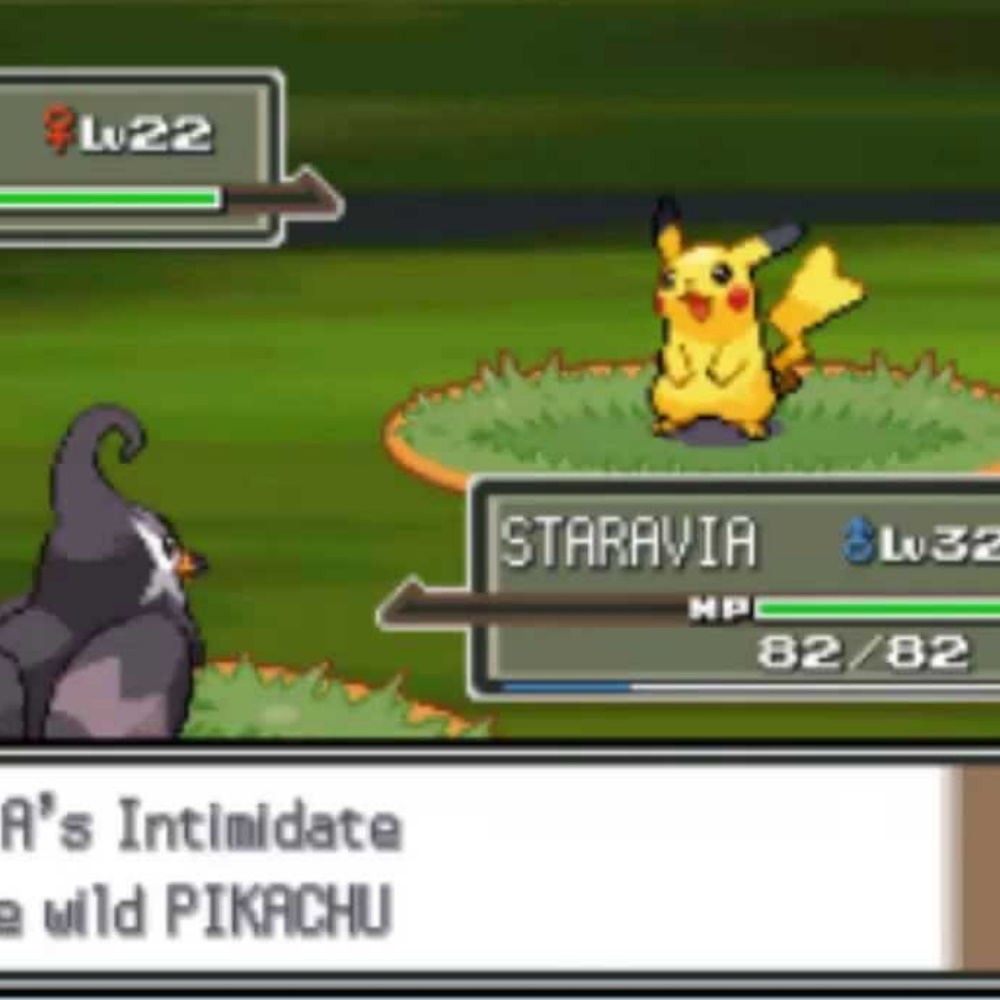 ♀Lv22
STARAVIA ♂Lv32
HP
82/82
A's Intimidate
e wild PIKACHU